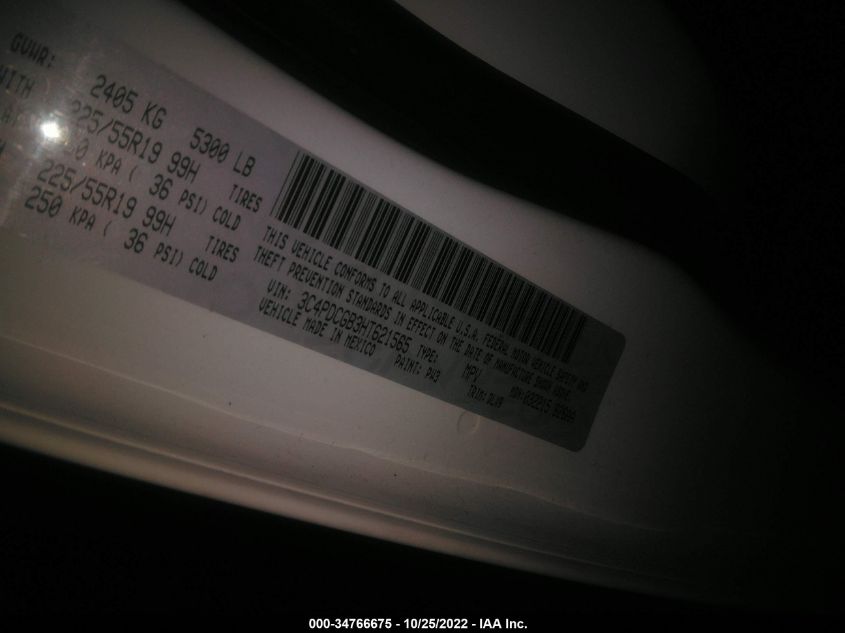 GVWR:
2405 KG 5300 LB
WITH
225/55R19 99H TIRES
KPA ( 36 PSI) COLD
225/55R19 99H TIRES
250 KPA ( 36 PSI) COLD
THIS VEHICLE CONFORMS TO ALL APPLICABLE U.S.A. FEDERAL MOTOR VEHICLE SAFETY AND
THEFT PREVENTION STANDARDS IN EFFECT ON THE DATE OF MANUFACTURE SHOWN ABOVE.
VIN: 3C4PDCGB3HT621565 TYPE: MPV
VEHICLE MADE IN MEXICO PAINT: PW3 TRIM: DLX9
000-34766675 - 10/25/2022 - IAA Inc.